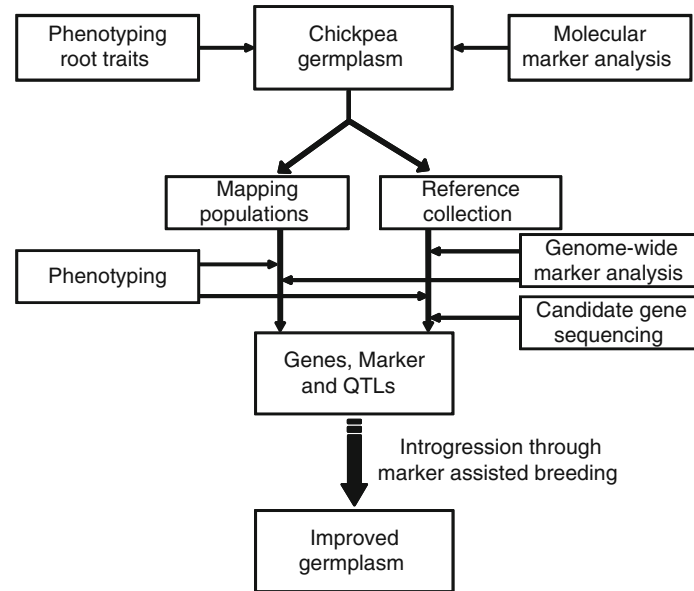 Phenotyping
root traits
Chickpea
germplasm
Molecular
marker analysis
Mapping
populations
Reference
collection
Phenotyping
Genome-wide
marker analysis
Candidate gene
sequencing
Genes, Marker
and QTLs
Introgression through
marker assisted breeding
Improved
germplasm